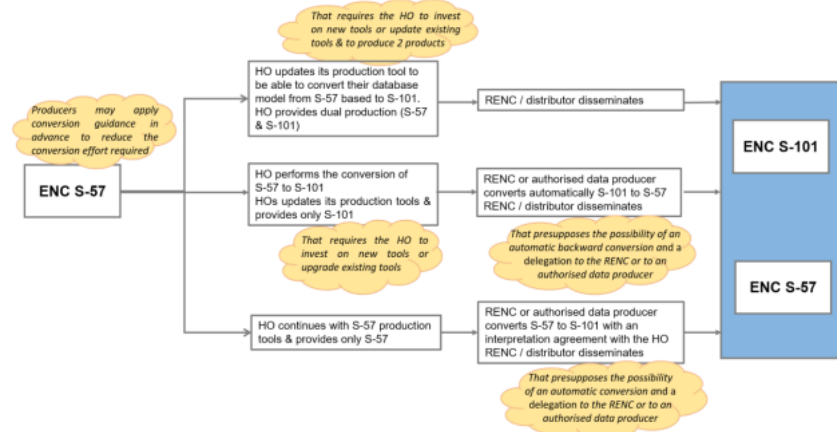 That requires the HO to invest
on new tools or update existing
tools & to produce 2 products
HO updates its production tool to
be able to convert their database
model from S-57 based to S-101.
HO provides dual production (S-57
& S-101)
RENC / distributor disseminates
Producers may apply
conversion guidance in
advance to reduce the
conversion effort required
ENC S-57
HO performs the conversion of
S-57 to S-101
HOs updates its production tools &
provides only S-101
RENC or authorised data producer
converts automatically S-101 to S-57
RENC / distributor disseminates
ENC S-101
That requires the HO to
invest on new tools or
upgrade existing tools
That presupposes the possibility of an
automatic backward conversion and a
delegation to the RENC or to an
authorised data producer
ENC S-57
HO continues with S-57 production
tools & provides only S-57
RENC or authorised data producer
converts S-57 to S-101 with an
interpretation agreement with the HO
RENC / distributor disseminates
That presupposes the possibility
of an automatic conversion and a
delegation to the RENC or to an
authorised data producer